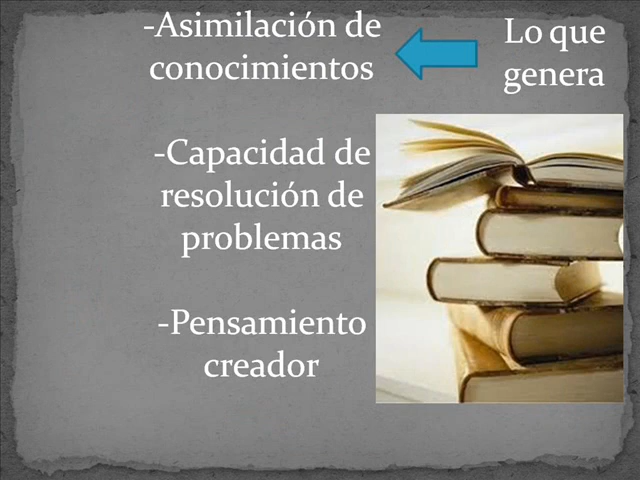 -Asimilación de
conocimientos
Lo que
genera
-Capacidad de
resolución de
problemas
-Pensamiento
creador